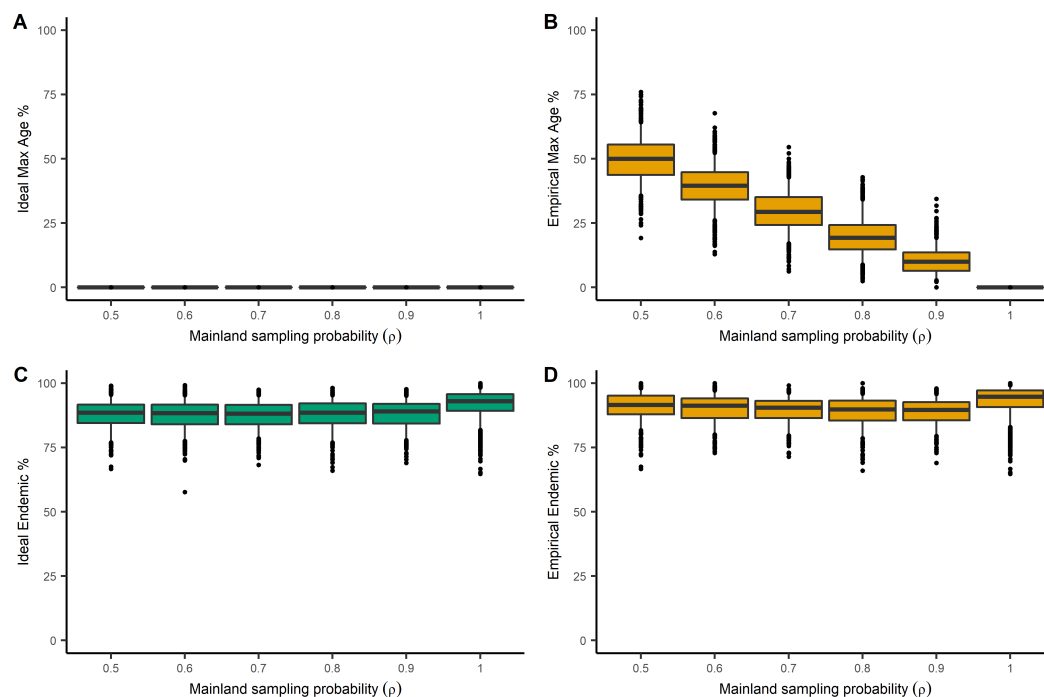 A
Ideal Max Age %
100
75
50
25
0
0.5 0.6 0.7 0.8 0.9 1
Mainland sampling probability (ρ)
B
Empirical Max Age %
100
75
50
25
0
0.5 0.6 0.7 0.8 0.9 1
Mainland sampling probability (ρ)
C
Ideal Endemic %
100
75
50
25
0
0.5 0.6 0.7 0.8 0.9 1
Mainland sampling probability (ρ)
D
Empirical Endemic %
100
75
50
25
0
0.5 0.6 0.7 0.8 0.9 1
Mainland sampling probability (ρ)